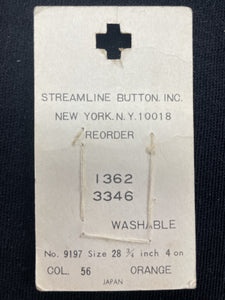 STREAMLINE BUTTON. INC.
NEW YORK. N.Y. 10018
REORDER
1362
3346
WASHABLE
No. 9197 Size 28 3/4 inch 4 on
COL. 56 ORANGE
JAPAN